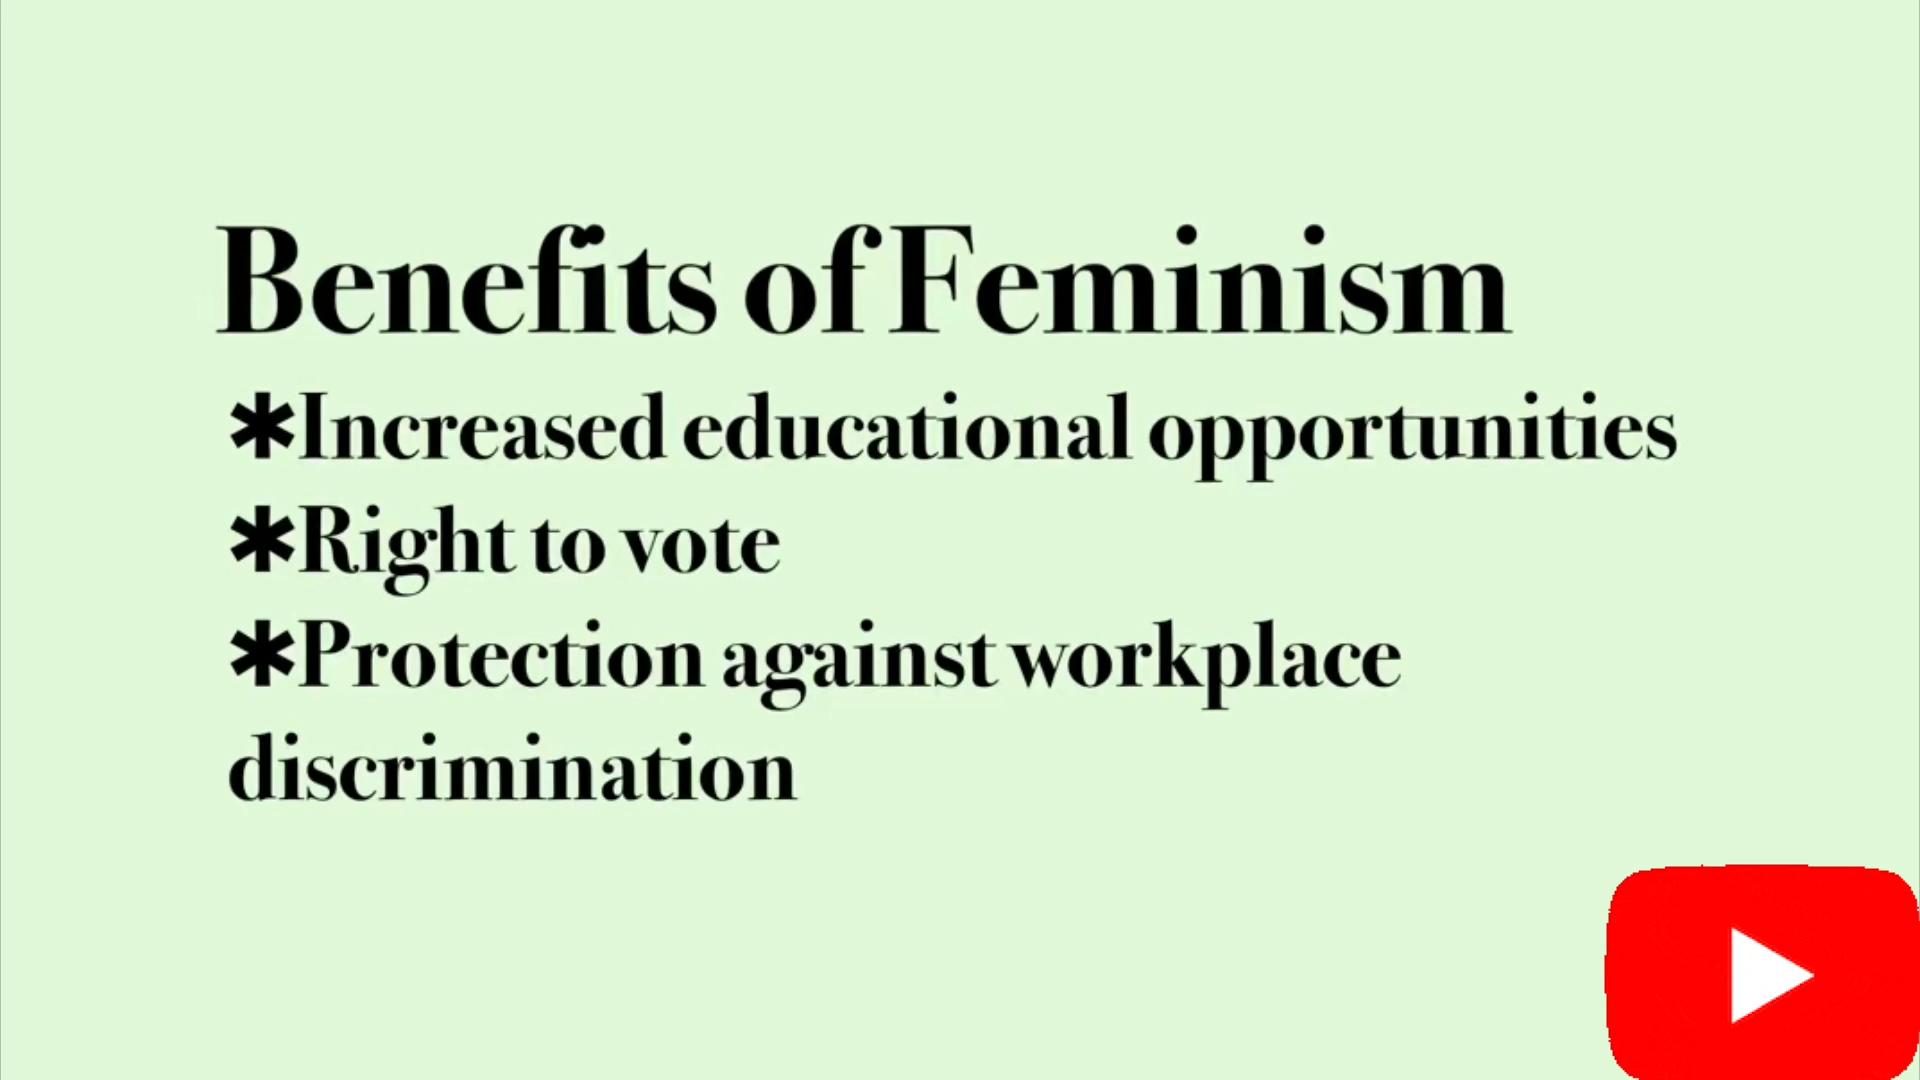 Benefits of Feminism
✱Increased educational opportunities
✱Right to vote
✱Protection against workplace
discrimination